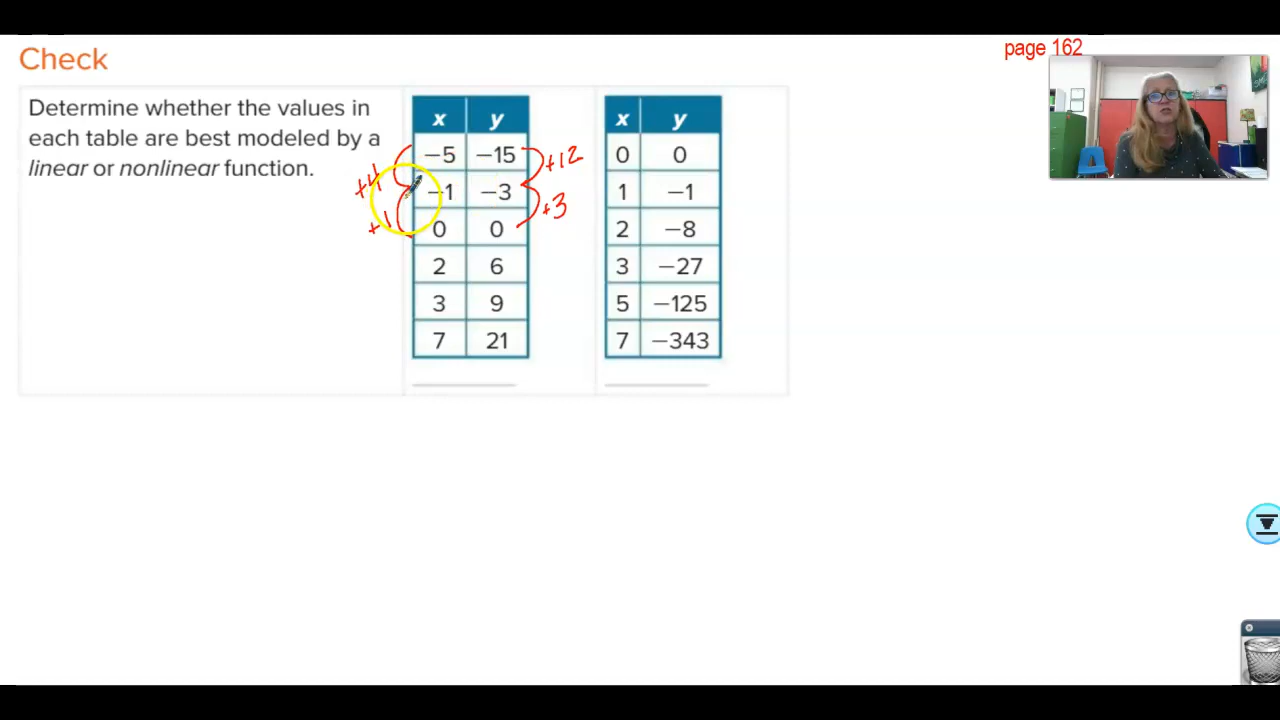 page 162
Check
Determine whether the values in
each table are best modeled by a
linear or nonlinear function.
x y
−5 −15
−1 −3
0 0
2 6
3 9
7 21
+4
+1
+12
+3
x y
0 0
1 −1
2 −8
3 −27
5 −125
7 −343